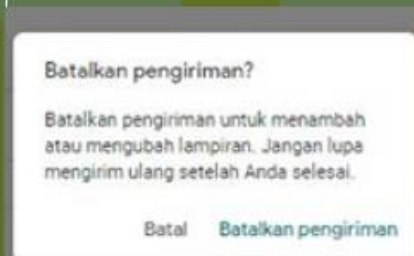 Batalkan pengiriman?
Batalkan pengiriman untuk menambah
atau mengubah lampiran. Jangan lupa
mengirim ulang setelah Anda selesai.
Batal Batalkan pengiriman